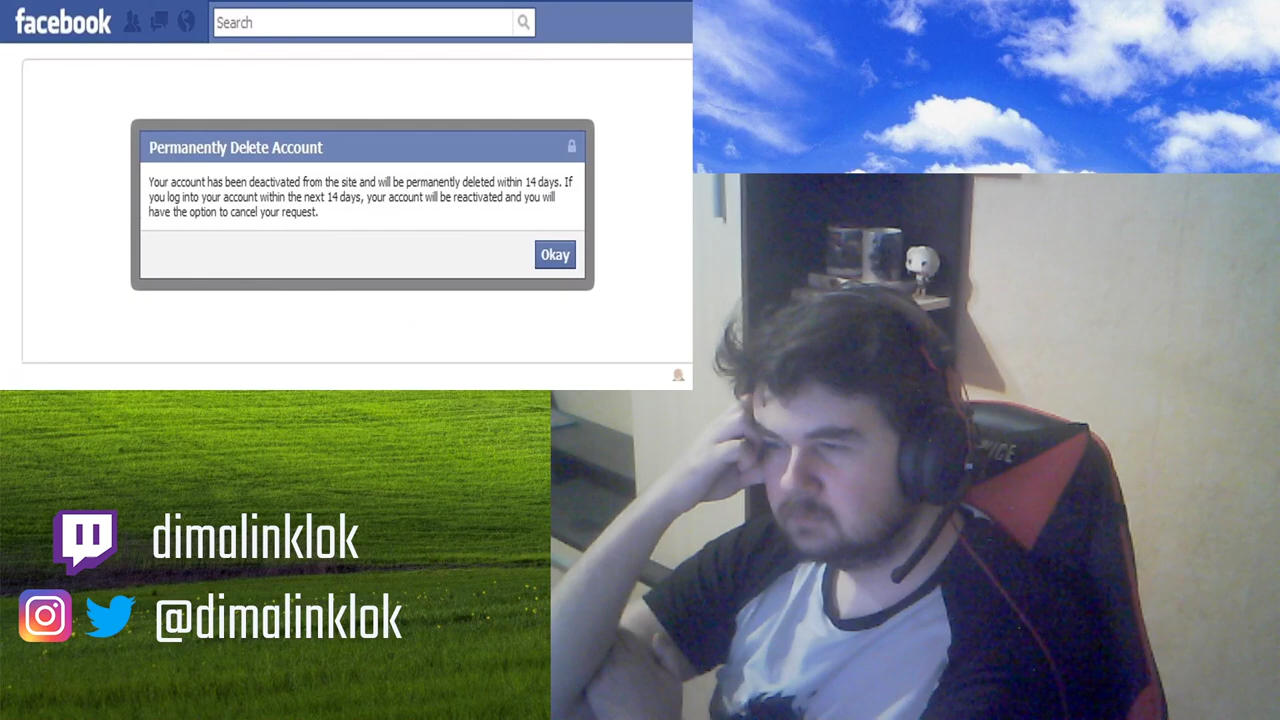 facebook
Search
Permanently Delete Account
Your account has been deactivated from the site and will be permanently deleted within 14 days. If
you log into your account within the next 14 days, your account will be reactivated and you will
have the option to cancel your request.
Okay
dimalinklok
@dimalinklok